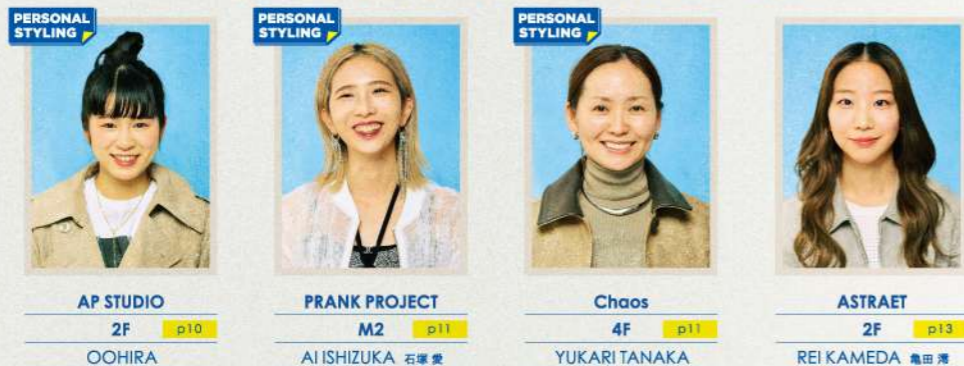 PERSONAL
STYLING
PERSONAL
STYLING
PERSONAL
STYLING
AP STUDIO
2F p10
OOHIRA
PRANK PROJECT
M2 p11
AI ISHIZUKA 石塚 愛
Chaos
4F p11
YUKARI TANAKA
ASTRAET
2F p13
REI KAMEDA 亀田 澪